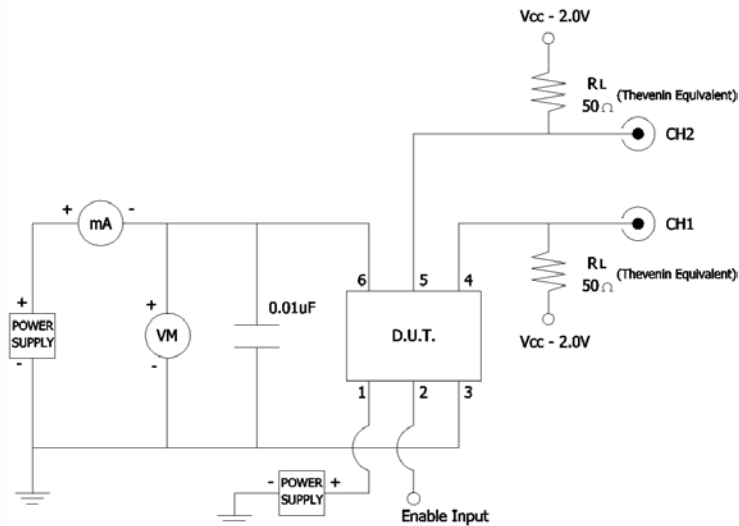 Vcc - 2.0V
RL
50Ω
(Thevenin Equivalent)
CH2
+
mA
-
CH1
RL
50Ω
(Thevenin Equivalent)
Vcc - 2.0V
6
5
4
+
POWER
SUPPLY
-
+
VM
-
0.01uF
D.U.T.
1
2
3
-
POWER
SUPPLY
+
Enable Input